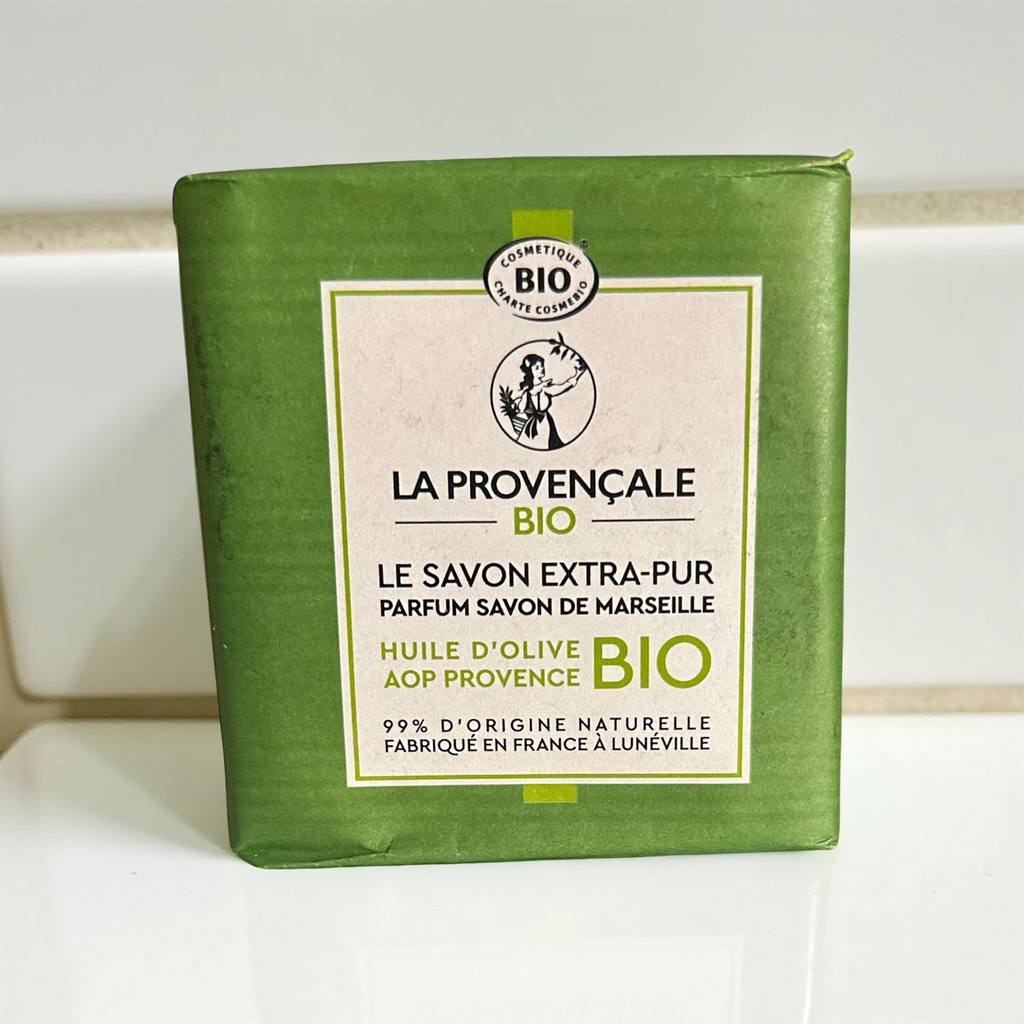 COSMETIQUE
BIO
CHARTE COSMEBIO
LA PROVENÇALE
BIO
LE SAVON EXTRA-PUR
PARFUM SAVON DE MARSEILLE
HUILE D'OLIVE
AOP PROVENCE BIO
99% D'ORIGINE NATURELLE
FABRIQUÉ EN FRANCE À LUNÉVILLE